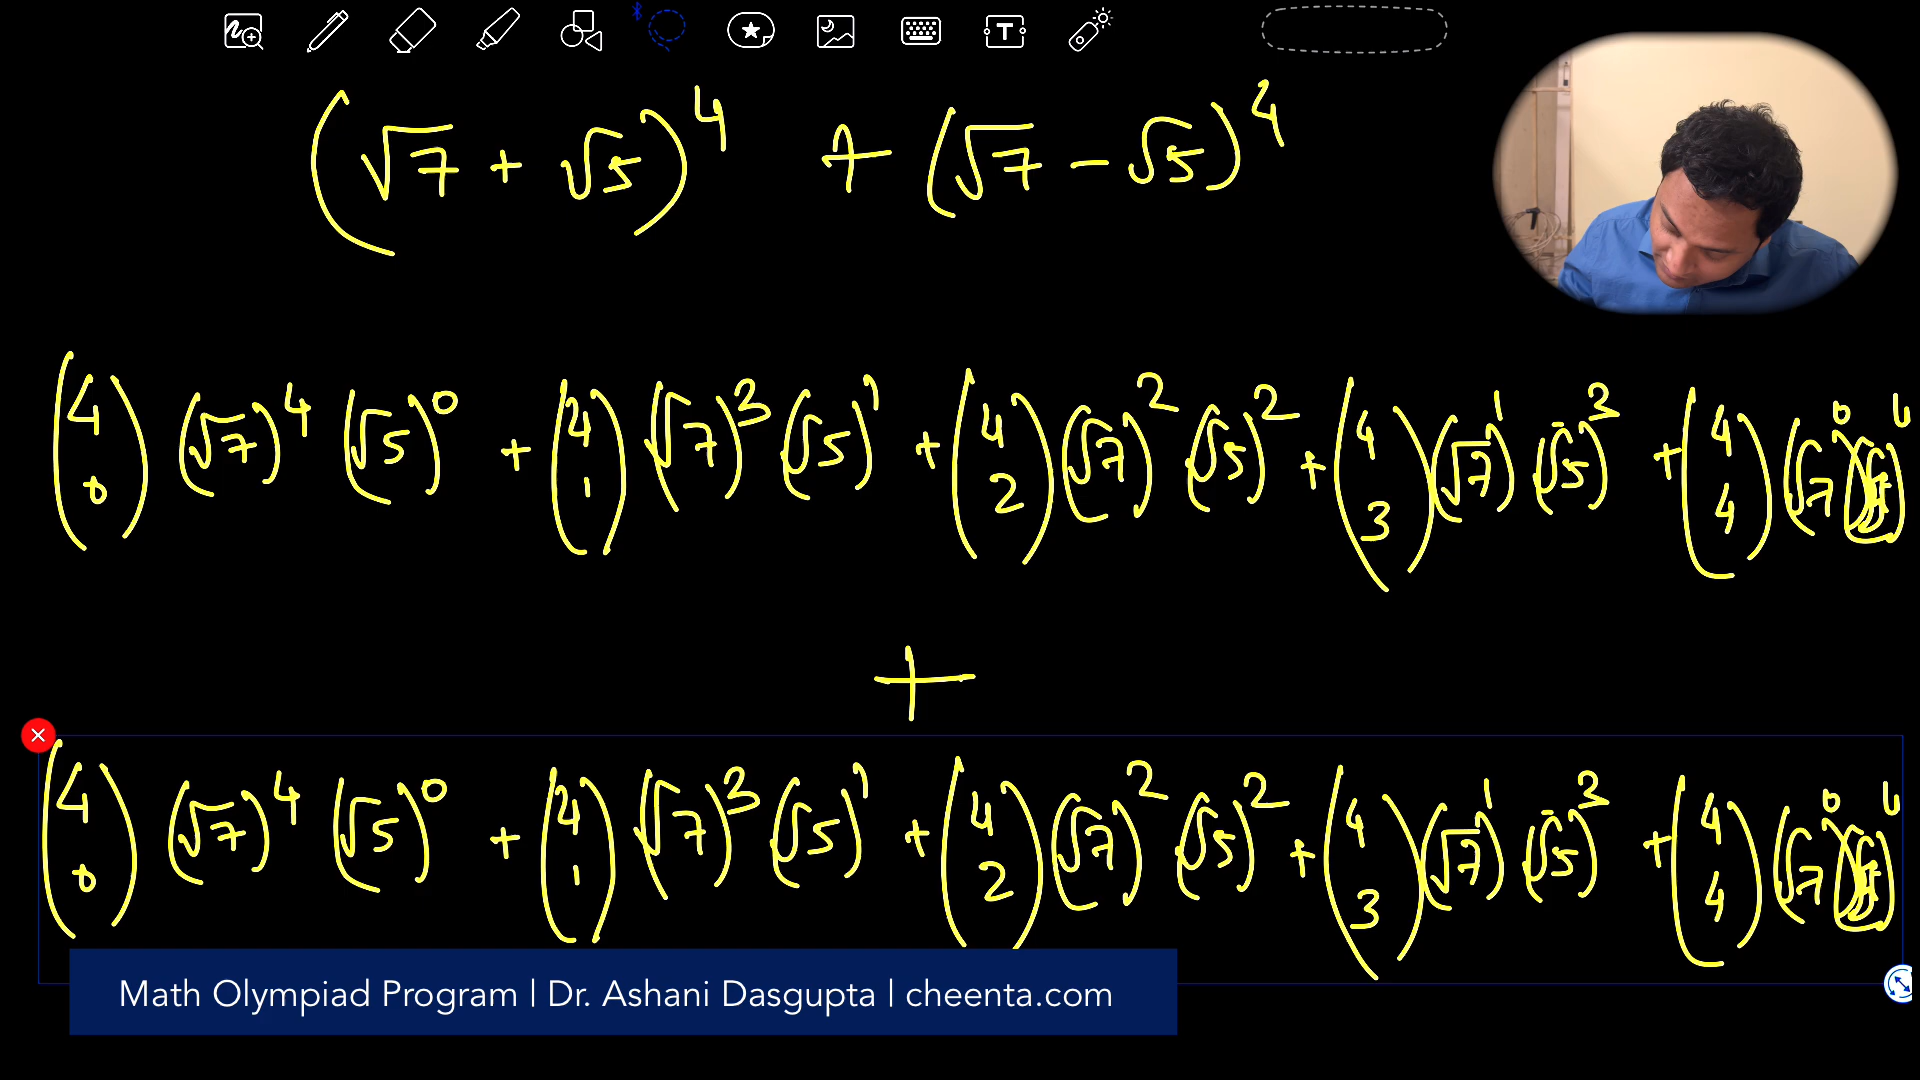 (√7 + √5)^4 + (√7 − √5)^4
(4 0) (√7)^4 (√5)^0 + (4 1) (√7)^3 (√5)^1 + (4 2) (√7)^2 (√5)^2 + (4 3) (√7)^1 (√5)^3 + (4 4) (√7)^0
+
(4 0) (√7)^4 (√5)^0 + (4 1) (√7)^3 (√5)^1 + (4 2) (√7)^2 (√5)^2 + (4 3) (√7)^1 (√5)^3 + (4 4) (√7)^0
Math Olympiad Program | Dr. Ashani Dasgupta | cheenta.com